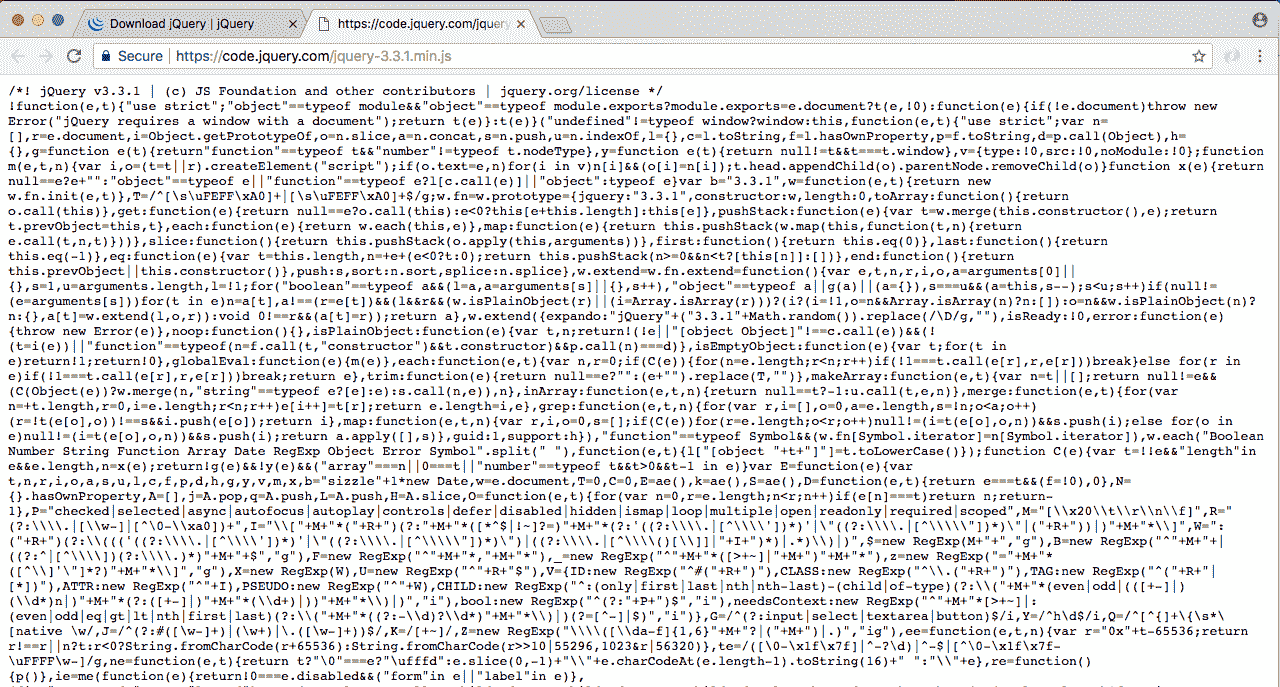 Download jQuery | jQuery
https://code.jquery.com/jquery
Secure https://code.jquery.com/jquery-3.3.1.min.js
/*! jQuery v3.3.1 | (c) JS Foundation and other contributors | jquery.org/license */
!function(e,t){"use strict";"object"==typeof module&&"object"==typeof module.exports?module.exports=e.document?t(e,!0):function(e){if(!e.document)throw new
Error("jQuery requires a window with a document");return t(e)}:t(e)}("undefined"!=typeof window?window:this,function(e,t){"use strict";var n=
[],r=e.document,i=Object.getPrototypeOf,o=n.slice,a=n.concat,s=n.push,u=n.indexOf,l={},c=l.toString,f=l.hasOwnProperty,p=f.toString,d=p.call(Object),h=
{},g=function e(t){return"function"==typeof t&&"number"!=typeof t.nodeType},y=function e(t){return null!=t&&t===t.window},v={type:!0,src:!0,noModule:!0};function
m(e,t,n){var i,o=(t=t||r).createElement("script");if(o.text=e,n)for(i in v)n[i]&&(o[i]=n[i]);t.head.appendChild(o).parentNode.removeChild(o)}function x(e){return
null==e?e+"":"object"==typeof e||"function"==typeof e?l[c.call(e)]||"object":typeof e}var b="3.3.1",w=function(e,t){return new
w.fn.init(e,t)},T=/^[\s\uFEFF\xA0]+|[\s\uFEFF\xA0]+$/g;w.fn=w.prototype={jquery:"3.3.1",constructor:w,length:0,toArray:function(){return
o.call(this)},get:function(e){return null==e?o.call(this):e<0?this[e+this.length]:this[e]},pushStack:function(e){var t=w.merge(this.constructor(),e);return
t.prevObject=this,t},each:function(e){return w.each(this,e)},map:function(e){return this.pushStack(w.map(this,function(t,n){return
e.call(t,n,t)}))},slice:function(){return this.pushStack(o.apply(this,arguments))},first:function(){return this.eq(0)},last:function(){return
this.eq(-1)},eq:function(e){var t=this.length,n=+e+(e<0?t:0);return this.pushStack(n>=0&&n<t?[this[n]]:[])},end:function(){return
this.prevObject||this.constructor()},push:s,sort:n.sort,splice:n.splice},w.extend=w.fn.extend=function(){var e,t,n,r,i,o,a=arguments[0]||
{},s=1,u=arguments.length,l=!1;for("boolean"==typeof a&&(l=a,a=arguments[s]||{},s++),"object"==typeof a||g(a)||(a={}),s===u&&(a=this,s--);s<u;s++)if(null!=
(e=arguments[s]))for(t in e)n=a[t],a!==(r=e[t])&&(l&&r&&(w.isPlainObject(r)||(i=Array.isArray(r)))?(i?(i=!1,o=n&&Array.isArray(n)?n:[]):o=n&&w.isPlainObject(n)?
n:{},a[t]=w.extend(l,o,r)):void 0!==r&&(a[t]=r));return a},w.extend({expando:"jQuery"+("3.3.1"+Math.random()).replace(/\D/g,""),isReady:!0,error:function(e)
{throw new Error(e)},noop:function(){},isPlainObject:function(e){var t,n;return!(!e||"[object Object]"!==c.call(e))&&(!
(t=i(e))||"function"==typeof(n=f.call(t,"constructor")&&t.constructor)&&p.call(n)===d)},isEmptyObject:function(e){var t;for(t in
e)return!1;return!0},globalEval:function(e){m(e)},each:function(e,t){var n,r=0;if(C(e)){for(n=e.length;r<n;r++)if(!1===t.call(e[r],r,e[r]))break}else for(r in
e)if(!1===t.call(e[r],r,e[r]))break;return e},trim:function(e){return null==e?"":(e+"").replace(T,"")},makeArray:function(e,t){var n=t||[];return null!=e&&
(C(Object(e))?w.merge(n,"string"==typeof e?[e]:e):s.call(n,e)),n},inArray:function(e,t,n){return null==t?-1:u.call(t,e,n)},merge:function(e,t){for(var
n=+t.length,r=0,i=e.length;r<n;r++)e[i++]=t[r];return e.length=i,e},grep:function(e,t,n){for(var r,i=[],o=0,a=e.length,s=!n;o<a;o++)
(r=!t(e[o],o))!==s&&i.push(e[o]);return i},map:function(e,t,n){var r,i,o=0,s=[];if(C(e))for(r=e.length;o<r;o++)null!=(i=t(e[o],o,n))&&s.push(i);else for(o in
e)null!=(i=t(e[o],o,n))&&s.push(i);return a.apply([],s)},guid:1,support:h}),"function"==typeof Symbol&&(w.fn[Symbol.iterator]=n[Symbol.iterator]),w.each("Boolean
Number String Function Array Date RegExp Object Error Symbol".split(" "),function(e,t){l["[object "+t+"]"]=t.toLowerCase()});function C(e){var t=!!e&&"length"in
e&&e.length,n=x(e);return!g(e)&&!y(e)&&("array"===n||0===t||"number"==typeof t&&t>0&&t-1 in e)}var E=function(e){var
t,n,r,i,o,a,s,u,l,c,f,p,d,h,g,y,v,m,x,b="sizzle"+1*new Date,w=e.document,T=0,C=0,E=ae(),k=ae(),S=ae(),D=function(e,t){return e===t&&(f=!0),0},N=
{}.hasOwnProperty,A=[],j=A.pop,q=A.push,L=A.push,H=A.slice,O=function(e,t){for(var n=0,r=e.length;n<r;n++)if(e[n]===t)return n;return-
1},P="checked|selected|async|autofocus|autoplay|controls|defer|disabled|hidden|ismap|loop|multiple|open|readonly|required|scoped",M="[\\x20\\t\\r\\n\\f]",R="
(?:\\\\.|[\\w-]|[^\0-\\xa0])+",I="\\["+M+"*("+R+")(?:"+M+"*([*^$|!~]?=)"+M+"*(?:'((?:\\\\.|[^\\\\'])*)'|\"((?:\\\\.|[^\\\\\"])*)\"|("+R+"))|)"+M+"*\\]",W=":
("+R+")(?:\\((('((?:\\\\.|[^\\\\'])*)'|\"((?:\\\\.|[^\\\\\"])*)\")|((?:\\\\.|[^\\\\()[\\]]|"+I+")*)|.*)\\)|)",$=new RegExp(M+"+","g"),B=new RegExp("^"+M+"+|
((?:^|[^\\\\])(?:\\\\.)*)"+M+"+$","g"),F=new RegExp("^"+M+"*,"+M+"*"),_=new RegExp("^"+M+"*([>+~]|"+M+")"+M+"*"),z=new RegExp("="+M+"*
([^\\]'\"]*?)"+M+"*\\]","g"),X=new RegExp(W),U=new RegExp("^"+R+"$"),V={ID:new RegExp("^#("+R+")"),CLASS:new RegExp("^\\.("+R+")"),TAG:new RegExp("^("+R+"|
[*])"),ATTR:new RegExp("^"+I),PSEUDO:new RegExp("^"+W),CHILD:new RegExp("^:(only|first|last|nth|nth-last)-(child|of-type)(?:\\("+M+"*(even|odd|(([+-]|)
(\\d*)n|)"+M+"*(?:([+-]|)"+M+"*(\\d+)|))"+M+"*\\)|)","i"),bool:new RegExp("^(?:"+P+")$","i"),needsContext:new RegExp("^"+M+"*[>+~]|:
(even|odd|eq|gt|lt|nth|first|last)(?:\\("+M+"*((?:-\\d)?\\d*)"+M+"*\\)|)(?=[^-]|$)","i")},G=/^(?:input|select|textarea|button)$/i,Y=/^h\d$/i,Q=/^[^{]+\{\s*\
[native \w/,J=/^(?:#([\w-]+)|(\w+)|\.([\w-]+))$/,K=/[+~]/,Z=new RegExp("\\\\([\\da-f]{1,6}"+M+"?|("+M+")|.)","ig"),ee=function(e,t,n){var r="0x"+t-65536;return
r!==r||n?t:r<0?String.fromCharCode(r+65536):String.fromCharCode(r>>10|55296,1023&r|56320)},te=/([\0-\x1f\x7f]|^-?\d)|^-$|[^\0-\x1f\x7f-
\uFFFF\w-]/g,ne=function(e,t){return t?"\0"===e?"\ufffd":e.slice(0,-1)+"\\"+e.charCodeAt(e.length-1).toString(16)+" ":"\\"+e},re=function()
{p()},ie=me(function(e){return!0===e.disabled&&("form"in e||"label"in e)},